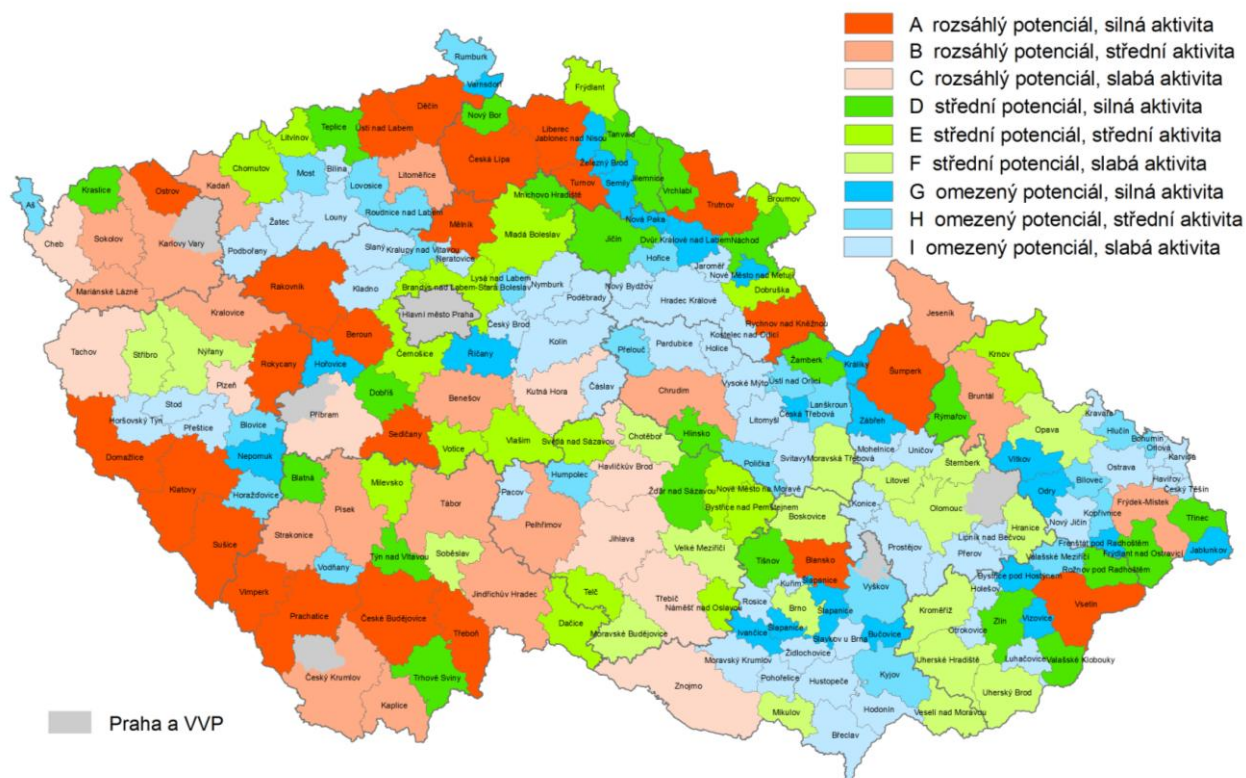 A rozsáhlý potenciál, silná aktivita
B rozsáhlý potenciál, střední aktivita
C rozsáhlý potenciál, slabá aktivita
D střední potenciál, silná aktivita
E střední potenciál, střední aktivita
F střední potenciál, slabá aktivita
G omezený potenciál, silná aktivita
H omezený potenciál, střední aktivita
I omezený potenciál, slabá aktivita
Rumburk
Varnsdorf
Děčín
Ústí nad Labem
Teplice
Litvínov
Chomutov
Most
Bílina
Nový Bor
Česká Lípa
Liberec
Jablonec nad Nisou
Frýdlant
Tanvald
Železný Brod
Semily
Jilemnice
Vrchlabí
Trutnov
Broumov
Turnov
Nová Paka
Mnichovo Hradiště
Mladá Boleslav
Jičín
Dvůr Králové nad Labem
Náchod
Hořice
Jaroměř
Nové Město nad Metují
Dobruška
Litoměřice
Lovosice
Roudnice nad Labem
Mělník
Kadaň
Ostrov
Kraslice
Aš
Cheb
Sokolov
Karlovy Vary
Mariánské Lázně
Podbořany
Žatec
Louny
Slaný
Kralupy nad Vltavou
Neratovice
Kladno
Rakovník
Kralovice
Brandýs nad Labem-Stará Boleslav
Lysá nad Labem
Nymburk
Poděbrady
Nový Bydžov
Hradec Králové
Hlavní město Praha
Český Brod
Kolín
Přelouč
Pardubice
Holice
Kostelec nad Orlicí
Rychnov nad Kněžnou
Žamberk
Králíky
Šumperk
Jeseník
Krnov
Bruntál
Rýmařov
Tachov
Stříbro
Nýřany
Plzeň
Rokycany
Beroun
Hořovice
Černošice
Říčany
Dobříš
Příbram
Benešov
Kutná Hora
Čáslav
Chrudim
Vysoké Mýto
Ústí nad Orlicí
Lanškroun
Česká Třebová
Litomyšl
Zábřeh
Mohelnice
Uničov
Šternberk
Opava
Kravaře
Hlučín
Bohumín
Orlová
Karviná
Havířov
Český Těšín
Ostrava
Bílovec
Vítkov
Odry
Kopřivnice
Nový Jičín
Frýdek-Místek
Třinec
Jablunkov
Frenštát pod Radhoštěm
Frýdlant nad Ostravicí
Rožnov pod Radhoštěm
Valašské Meziříčí
Hranice
Lipník nad Bečvou
Přerov
Olomouc
Litovel
Konice
Prostějov
Bystřice pod Hostýnem
Holešov
Vsetín
Horšovský Týn
Stod
Přeštice
Blovice
Nepomuk
Domažlice
Klatovy
Horažďovice
Sušice
Blatná
Sedlčany
Votice
Vlašim
Světlá nad Sázavou
Chotěboř
Hlinsko
Polička
Svitavy
Moravská Třebová
Milevsko
Písek
Strakonice
Tábor
Pacov
Humpolec
Havlíčkův Brod
Pelhřimov
Žďár nad Sázavou
Nové Město na Moravě
Bystřice nad Pernštejnem
Boskovice
Jihlava
Velké Meziříčí
Tišnov
Blansko
Vyškov
Vodňany
Týn nad Vltavou
Soběslav
Vimperk
Prachatice
České Budějovice
Třeboň
Jindřichův Hradec
Telč
Dačice
Třebíč
Náměšť nad Oslavou
Moravské Budějovice
Český Krumlov
Kaplice
Trhové Sviny
Šlapanice
Kuřim
Rosice
Brno
Šlapanice
Ivančice
Šlapanice
Slavkov u Brna
Bučovice
Kroměříž
Otrokovice
Zlín
Vizovice
Luhačovice
Valašské Klobouky
Uherské Hradiště
Uherský Brod
Veselí nad Moravou
Moravský Krumlov
Židlochovice
Pohořelice
Hustopeče
Kyjov
Hodonín
Znojmo
Mikulov
Břeclav
Praha a VVP